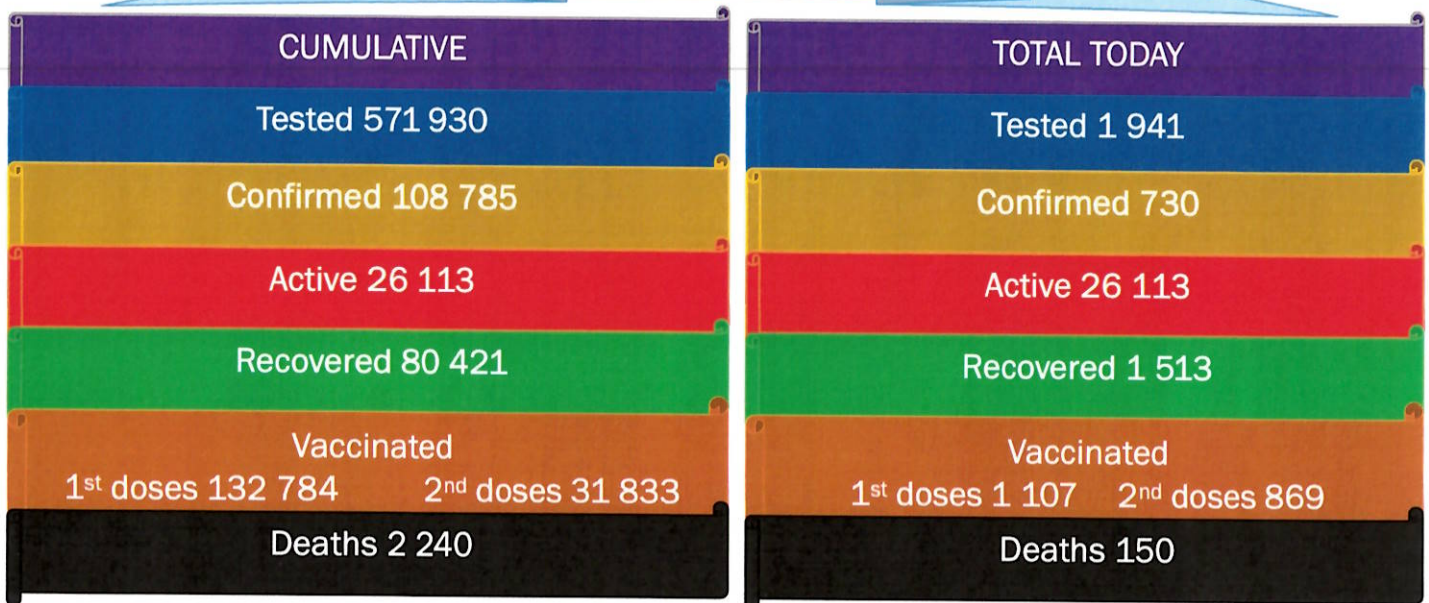 CUMULATIVE
Tested 571 930
Confirmed 108 785
Active 26 113
Recovered 80 421
Vaccinated
1st doses 132 784 2nd doses 31 833
Deaths 2 240
TOTAL TODAY
Tested 1 941
Confirmed 730
Active 26 113
Recovered 1 513
Vaccinated
1st doses 1 107 2nd doses 869
Deaths 150